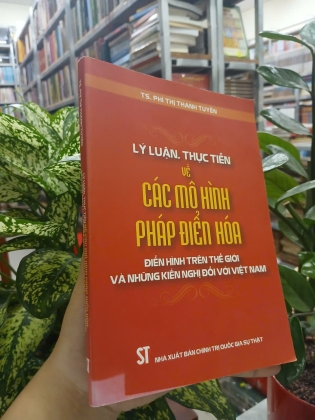 TS. PHÍ THỊ THANH TUYỀN
LÝ LUẬN, THỰC TIỄN
VỀ
CÁC MÔ HÌNH
PHÁP ĐIỂN HÓA
ĐIỂN HÌNH TRÊN THẾ GIỚI
VÀ NHỮNG KIẾN NGHỊ ĐỐI VỚI VIỆT NAM
ST
NHÀ XUẤT BẢN CHÍNH TRỊ QUỐC GIA SỰ THẬT